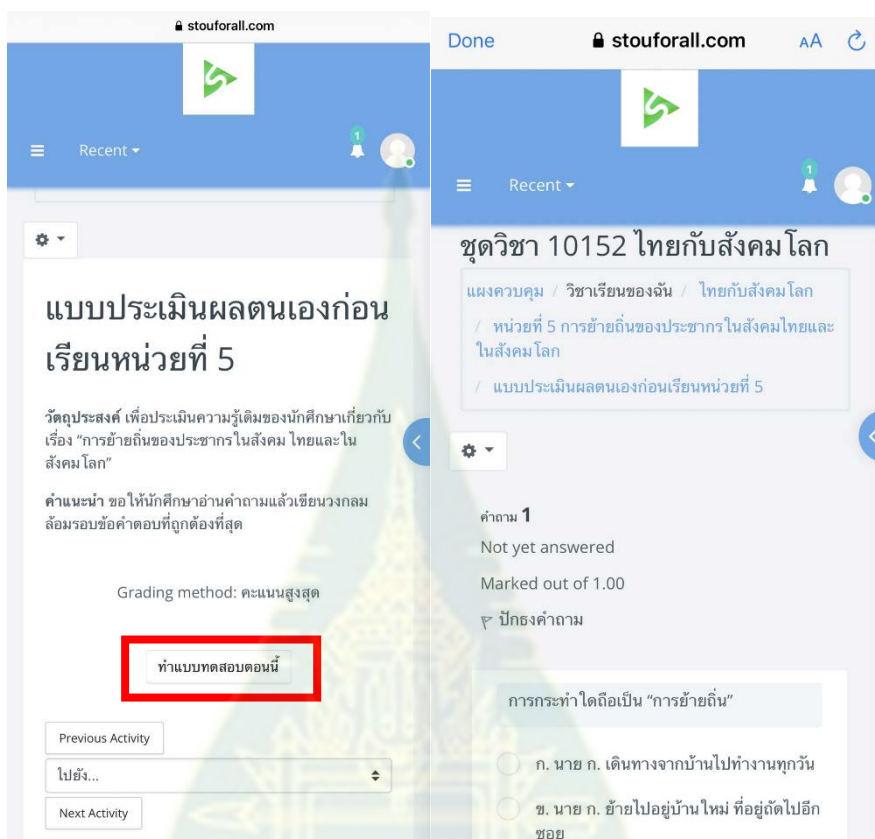 stouforall.com
Recent
1
แบบประเมินผลตนเองก่อน
เรียนหน่วยที่ 5
วัตถุประสงค์ เพื่อประเมินความรู้เดิมของนักศึกษาเกี่ยวกับ
เรื่อง “การย้ายถิ่นของประชากรในสังคม ไทยและใน
สังคมโลก”
คำแนะนำ ขอให้นักศึกษาอ่านคำถามแล้วเขียนวงกลม
ล้อมรอบข้อคำตอบที่ถูกต้องที่สุด
Grading method: คะแนนสูงสุด
ทำแบบทดสอบตอนนี้
Previous Activity
ไปยัง...
Next Activity
Done stouforall.com AA
Recent
1
ชุดวิชา 10152 ไทยกับสังคมโลก
แผงควบคุม / วิชาเรียนของฉัน / ไทยกับสังคมโลก
/ หน่วยที่ 5 การย้ายถิ่นของประชากรในสังคมไทยและ
ในสังคมโลก
/ แบบประเมินผลตนเองก่อนเรียนหน่วยที่ 5
คำถาม 1
Not yet answered
Marked out of 1.00
ปักธงคำถาม
การกระทำใดถือเป็น “การย้ายถิ่น”
ก. นาย ก. เดินทางจากบ้านไปทำงานทุกวัน
ข. นาย ก. ย้ายไปอยู่บ้านใหม่ ที่อยู่ถัดไปอีก
ซอย